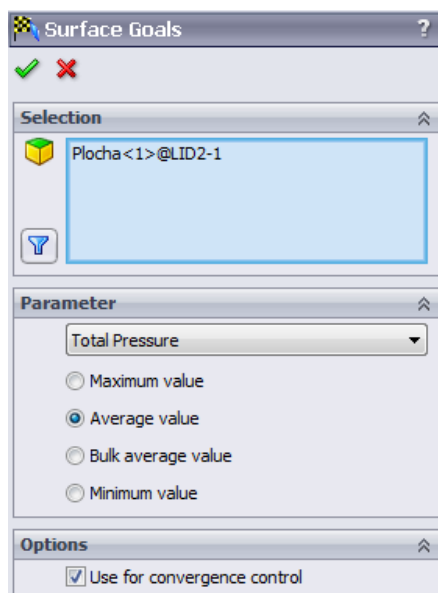 Surface Goals ?
Selection
Plocha<1>@LID2-1
Parameter
Total Pressure
Maximum value
Average value
Bulk average value
Minimum value
Options
Use for convergence control